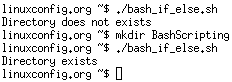 linuxconfig.org ~ $ ./bash_if_else.sh
Directory does not exists
linuxconfig.org ~ $ mkdir BashScripting
linuxconfig.org ~ $ ./bash_if_else.sh
Directory exists
linuxconfig.org ~ $